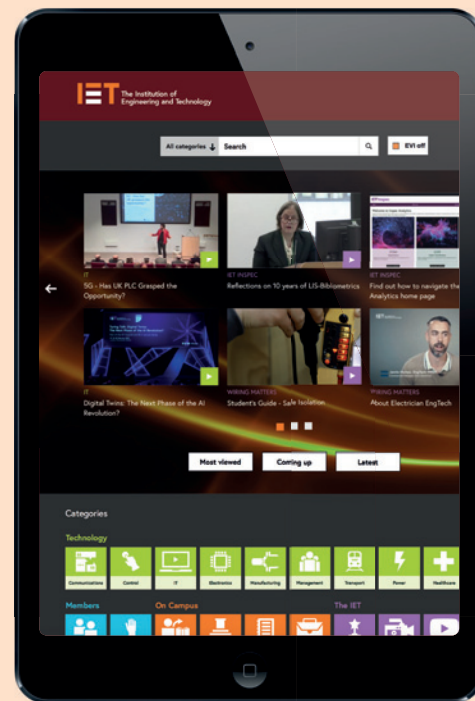 IET The Institution of
Engineering and Technology
All categories Search EVI off
IT
5G - Has UK PLC Grasped the
Opportunity?
IET INSPEC
Reflections on 10 years of LIS-Bibliometrics
IET INSPEC
Find out how to navigate the
Analytics home page
IT
Digital Twins: The Next Phase of the AI
Revolution?
WIRING MATTERS
Student's Guide - Safe Isolation
WIRING MATTERS
About Electrician EngTech
Most viewed Coming up Latest
Categories
Technology
Communications Control IT Electronics Manufacturing Management Transport Power Healthcare
Members On Campus The IET